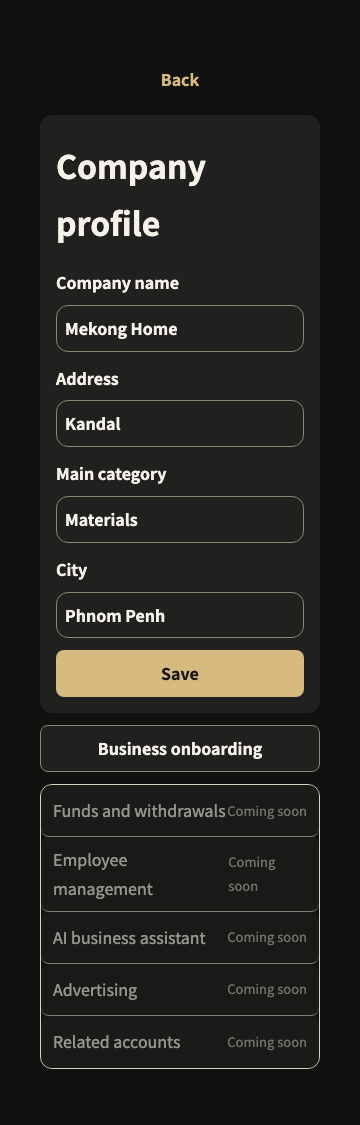 Back
Company
profile
Company name
Mekong Home
Address
Kandal
Main category
Materials
City
Phnom Penh
Save
Business onboarding
Funds and withdrawals Coming soon
Employee Coming
management soon
AI business assistant Coming soon
Advertising Coming soon
Related accounts Coming soon